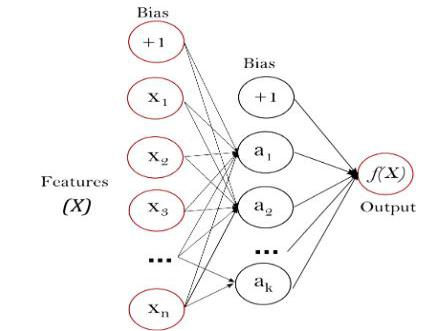 Bias
+1
x1
x2
x3
...
xn
Features
(X)
Bias
+1
a1
a2
...
ak
f(X)
Output